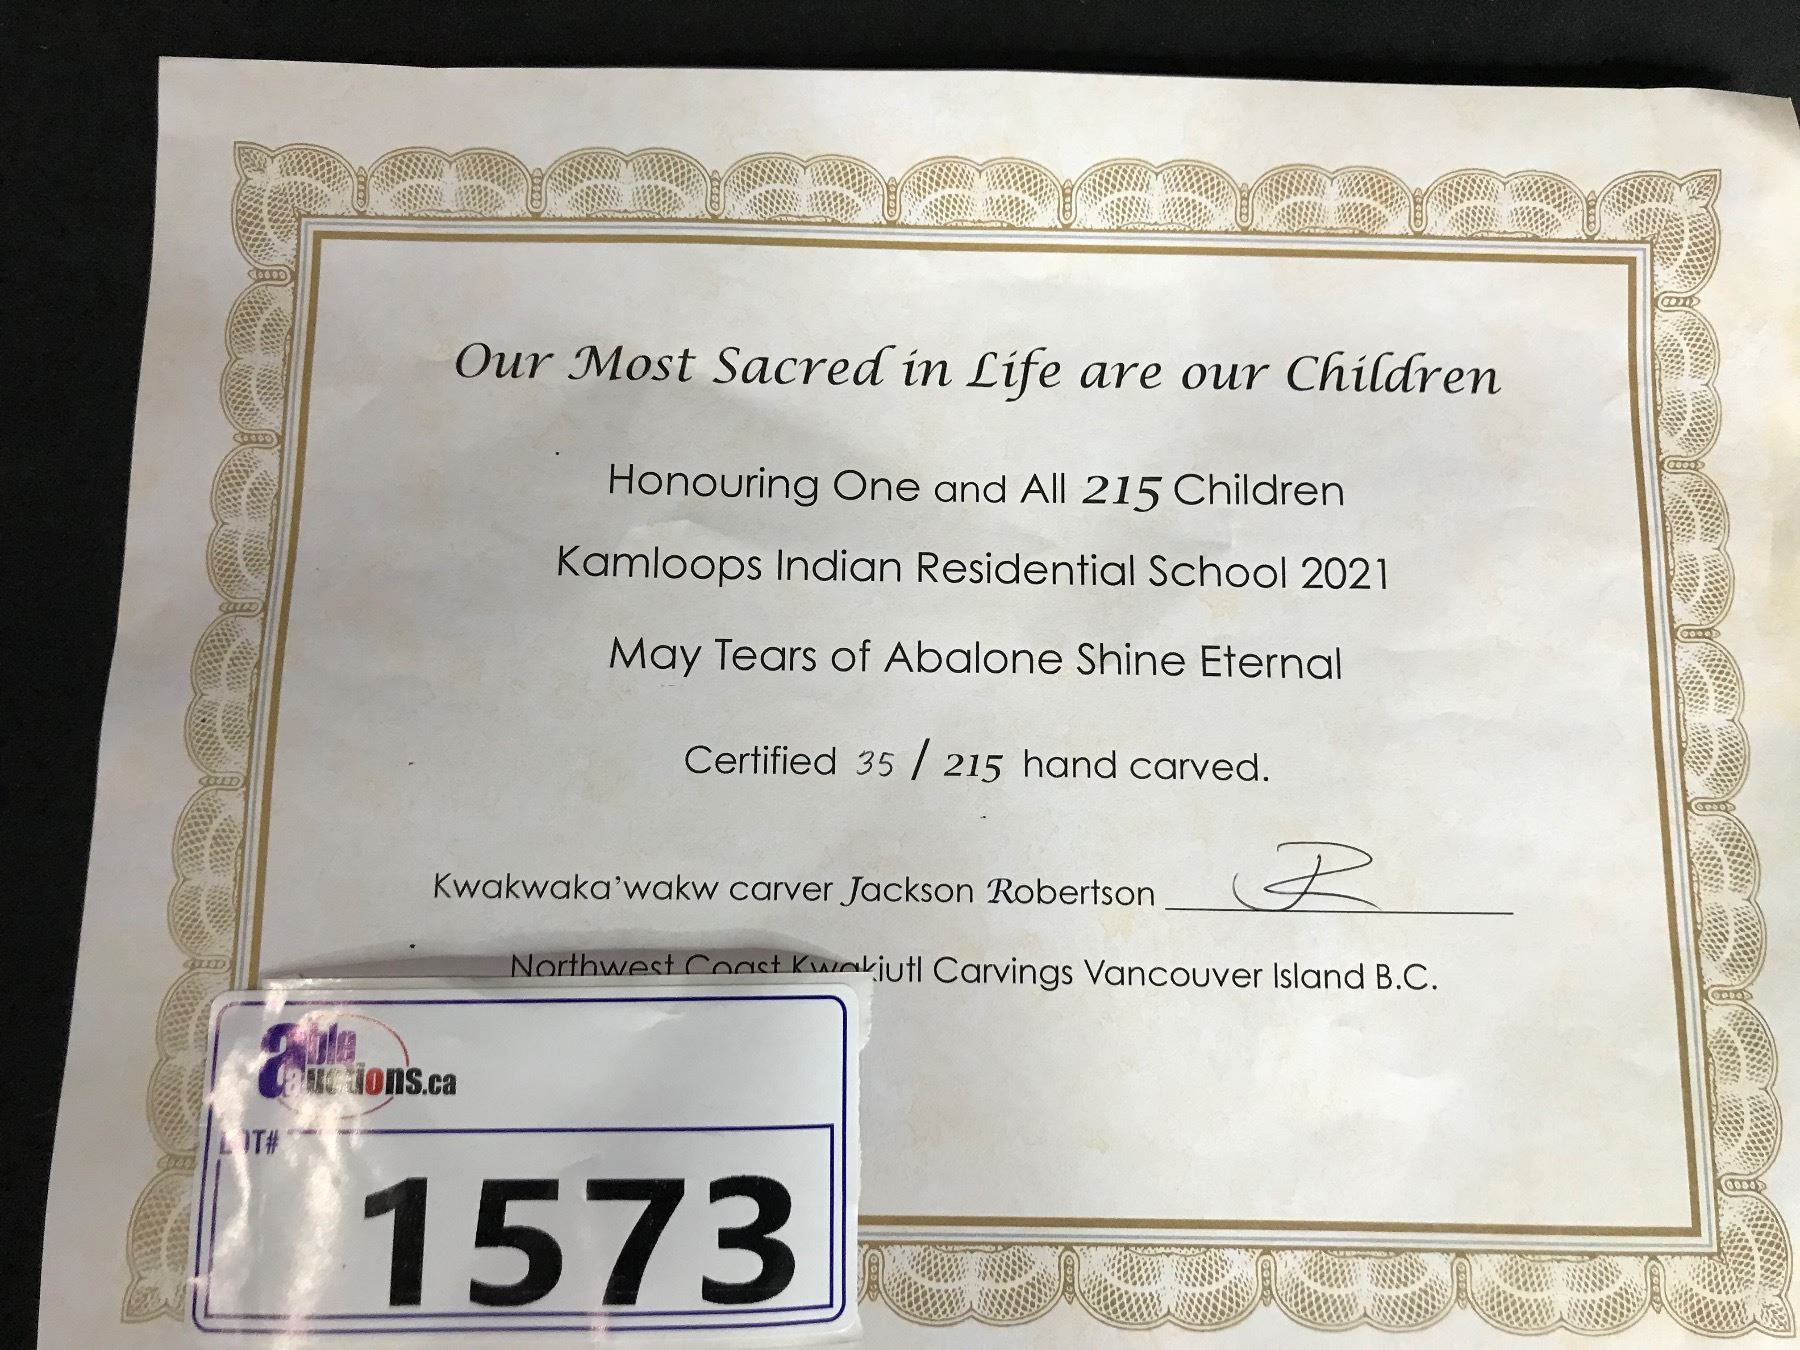 Our Most Sacred in Life are our Children
Honouring One and All 215 Children
Kamloops Indian Residential School 2021
May Tears of Abalone Shine Eternal
Certified 35 / 215 hand carved.
Kwakwaka'wakw carver Jackson Robertson
Northwest Coast Kwakiutl Carvings Vancouver Island B.C.
able
auctions.ca
LOT#
1573